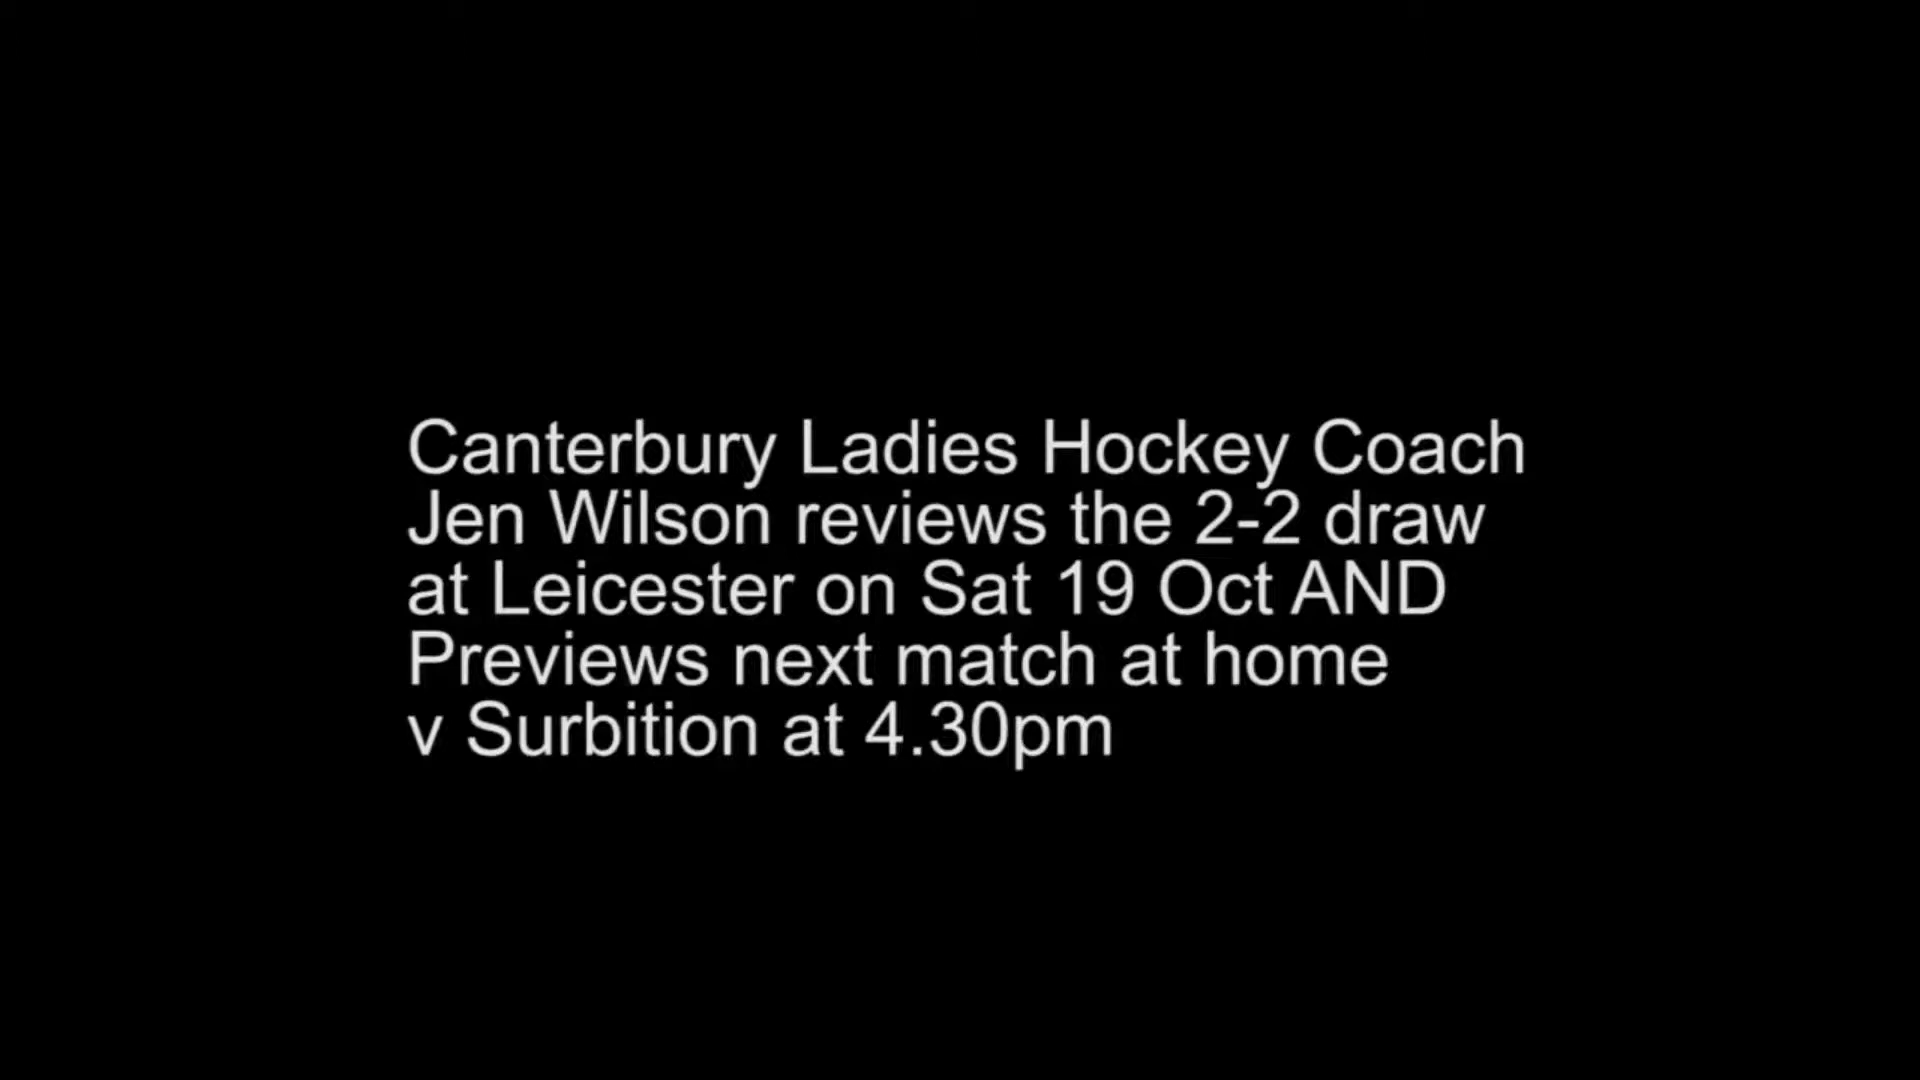 Canterbury Ladies Hockey Coach
Jen Wilson reviews the 2-2 draw
at Leicester on Sat 19 Oct AND
Previews next match at home
v Surbition at 4.30pm